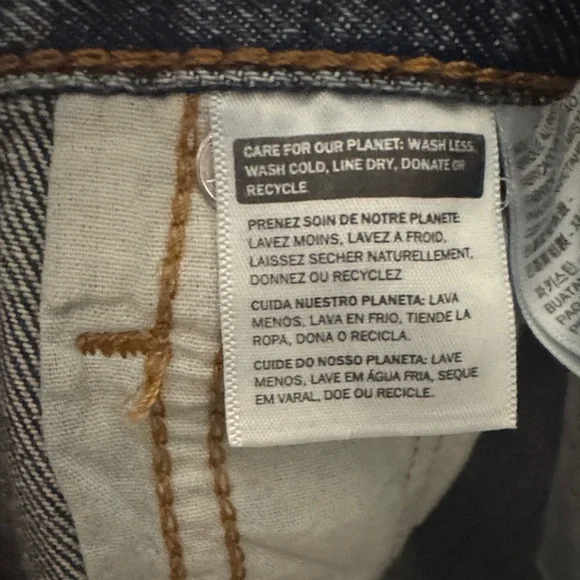 CARE FOR OUR PLANET: WASH LESS,
WASH COLD, LINE DRY, DONATE OR
RECYCLE
PRENEZ SOIN DE NOTRE PLANETE:
LAVEZ MOINS, LAVEZ A FROID,
LAISSEZ SECHER NATURELLEMENT,
DONNEZ OU RECYCLEZ
CUIDA NUESTRO PLANETA: LAVA
MENOS, LAVA EN FRIO, TIENDE LA
ROPA, DONA O RECICLA.
CUIDE DO NOSSO PLANETA: LAVE
MENOS, LAVE EM ÁGUA FRIA, SEQUE
EM VARAL, DOE OU RECICLE.